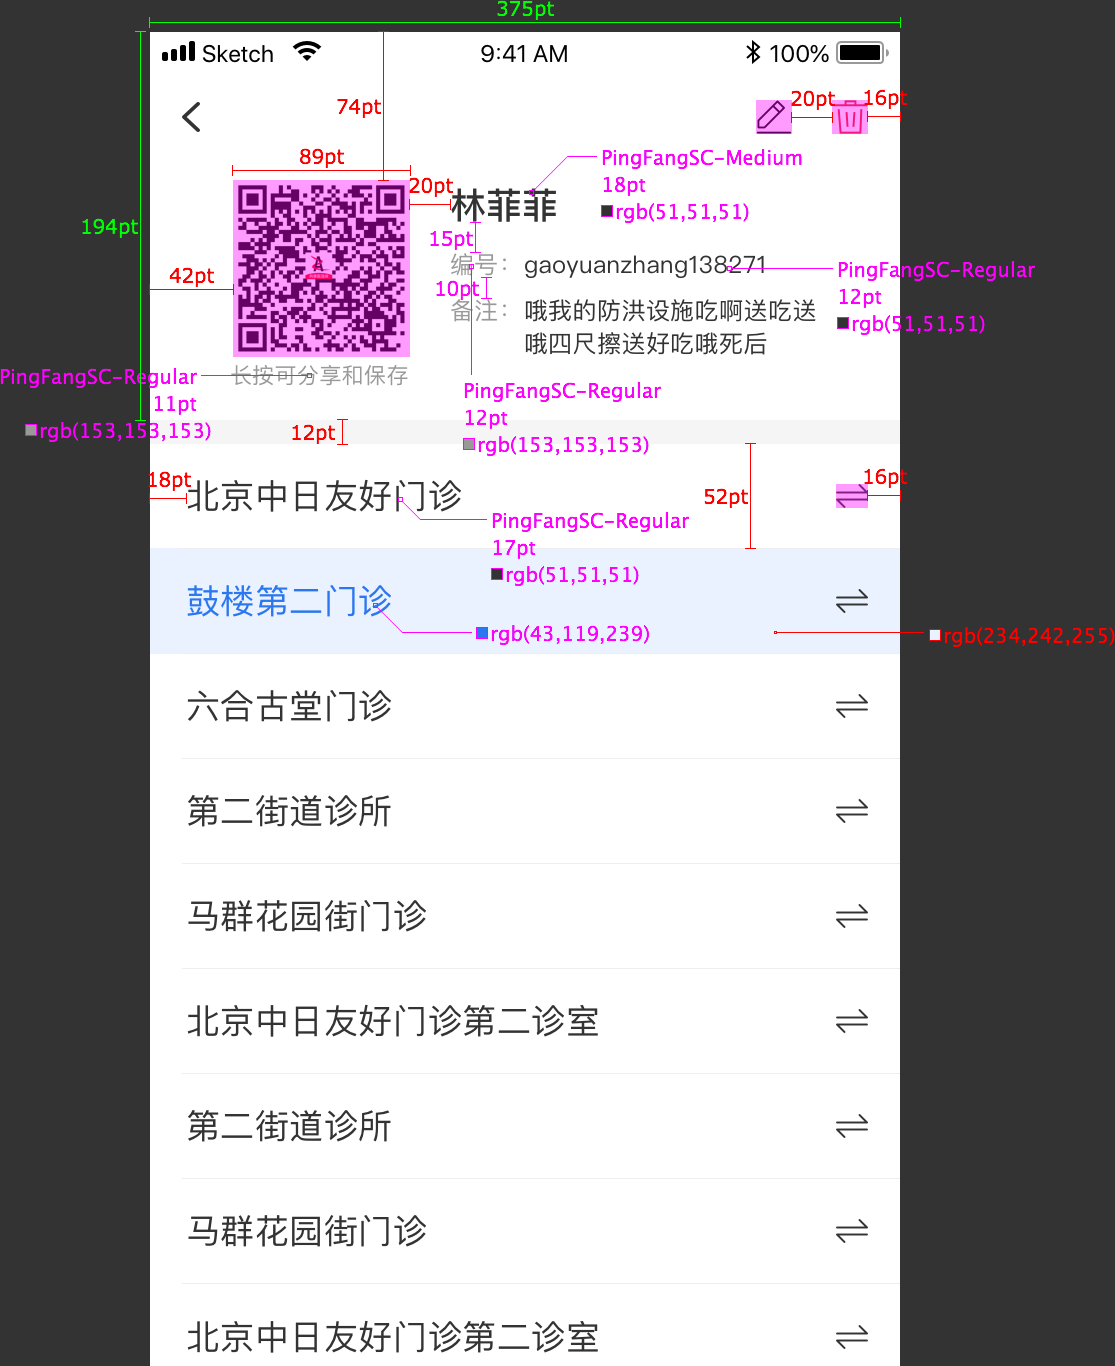 375pt
Sketch
9:41 AM
100%
74pt
20pt
16pt
89pt
PingFangSC-Medium
18pt
rgb(51,51,51)
20pt
林菲菲
194pt
15pt
42pt
编号：
gaoyuanzhang138271
PingFangSC-Regular
12pt
rgb(51,51,51)
10pt
备注：
哦我的防洪设施吃啊送吃送
哦四尺擦送好吃哦死后
PingFangSC-Regular
11pt
rgb(153,153,153)
长按可分享和保存
PingFangSC-Regular
12pt
rgb(153,153,153)
12pt
18pt
北京中日友好门诊
52pt
16pt
PingFangSC-Regular
17pt
rgb(51,51,51)
鼓楼第二门诊
rgb(43,119,239)
rgb(234,242,255)
六合古堂门诊
第二街道诊所
马群花园街门诊
北京中日友好门诊第二诊室
第二街道诊所
马群花园街门诊
北京中日友好门诊第二诊室